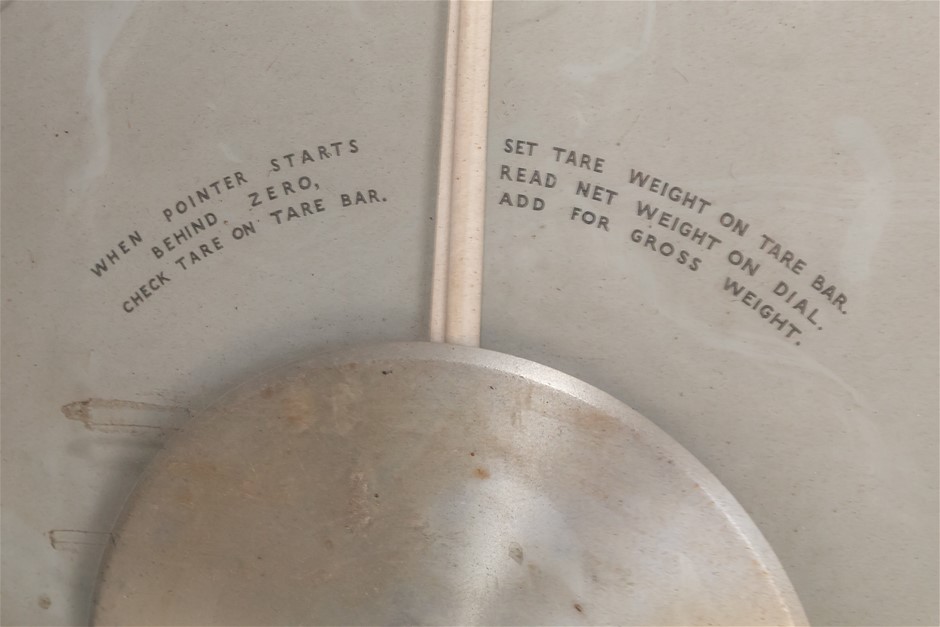 WHEN POINTER STARTS
BEHIND ZERO,
CHECK TARE ON TARE BAR.
SET TARE WEIGHT ON TARE BAR.
READ NET WEIGHT ON DIAL.
ADD FOR GROSS WEIGHT.